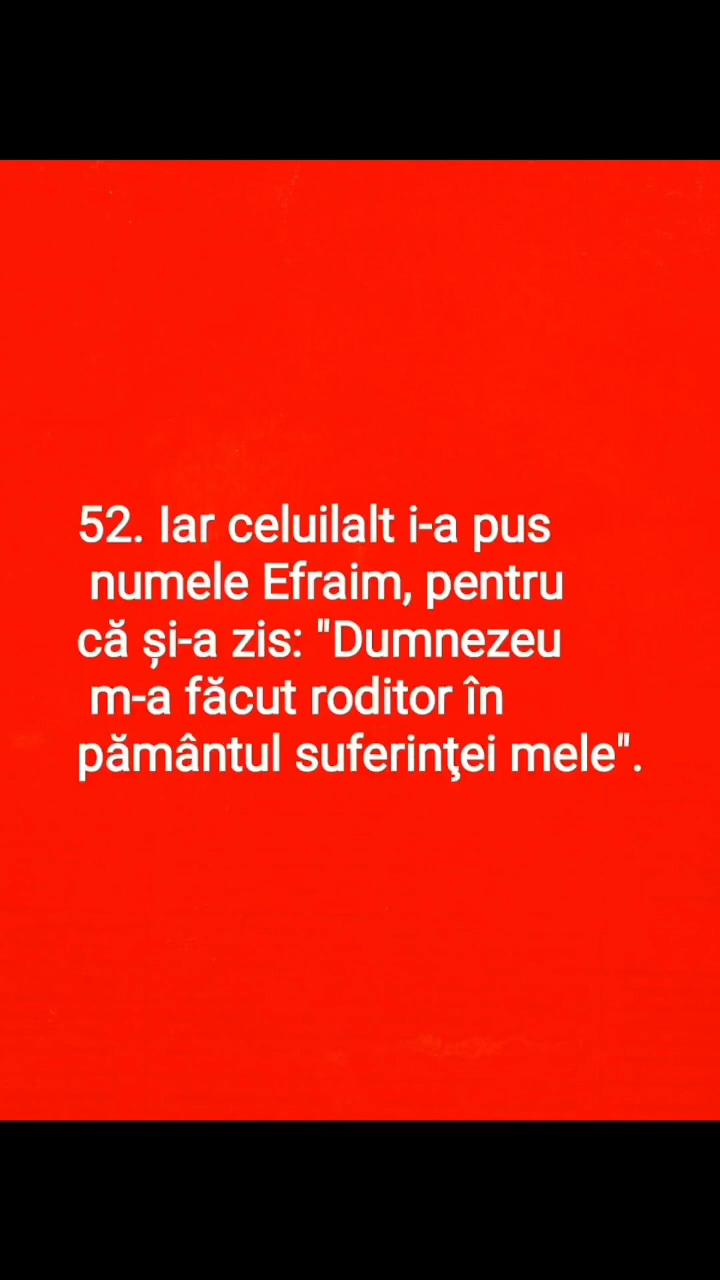 52. Iar celuilalt i-a pus
numele Efraim, pentru
că și-a zis: "Dumnezeu
m-a făcut roditor în
pământul suferinţei mele".